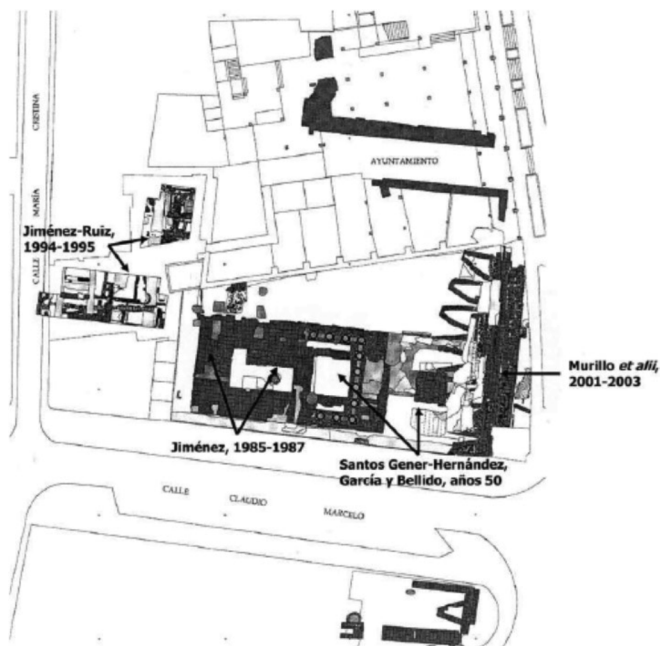 AYUNTAMIENTO
CALLE MARÍA CRISTINA
Jiménez-Ruiz,
1994-1995
Murillo et alii,
2001-2003
Jiménez, 1985-1987
Santos Gener-Hernández,
García y Bellido, años 50
CALLE CLAUDIO MARCELO